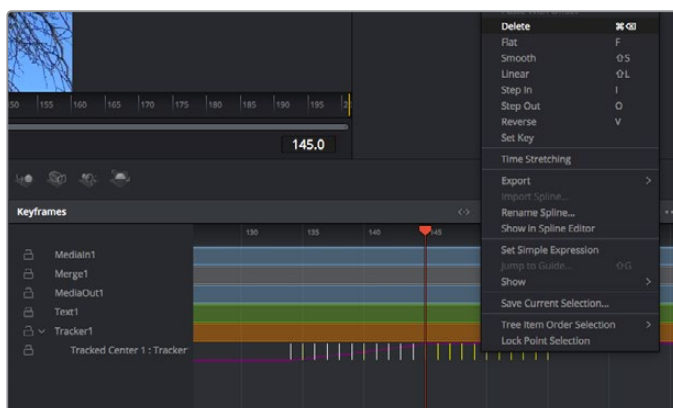 Delete ⌘⌫
Flat F
Smooth ⇧S
Linear ⇧L
Step In I
Step Out O
Reverse V
Set Key
Time Stretching
Export >
Import Spline...
Rename Spline...
Show in Spline Editor
Set Simple Expression
Jump to Guide... ⇧G
Show >
Save Current Selection...
Tree Item Order Selection >
Lock Point Selection
50 155 160 165 170 175 180 185 190 195
145.0
Keyframes
130 135 140 145
MediaIn1
Merge1
MediaOut1
Text1
Tracker1
Tracked Center 1 : Tracker